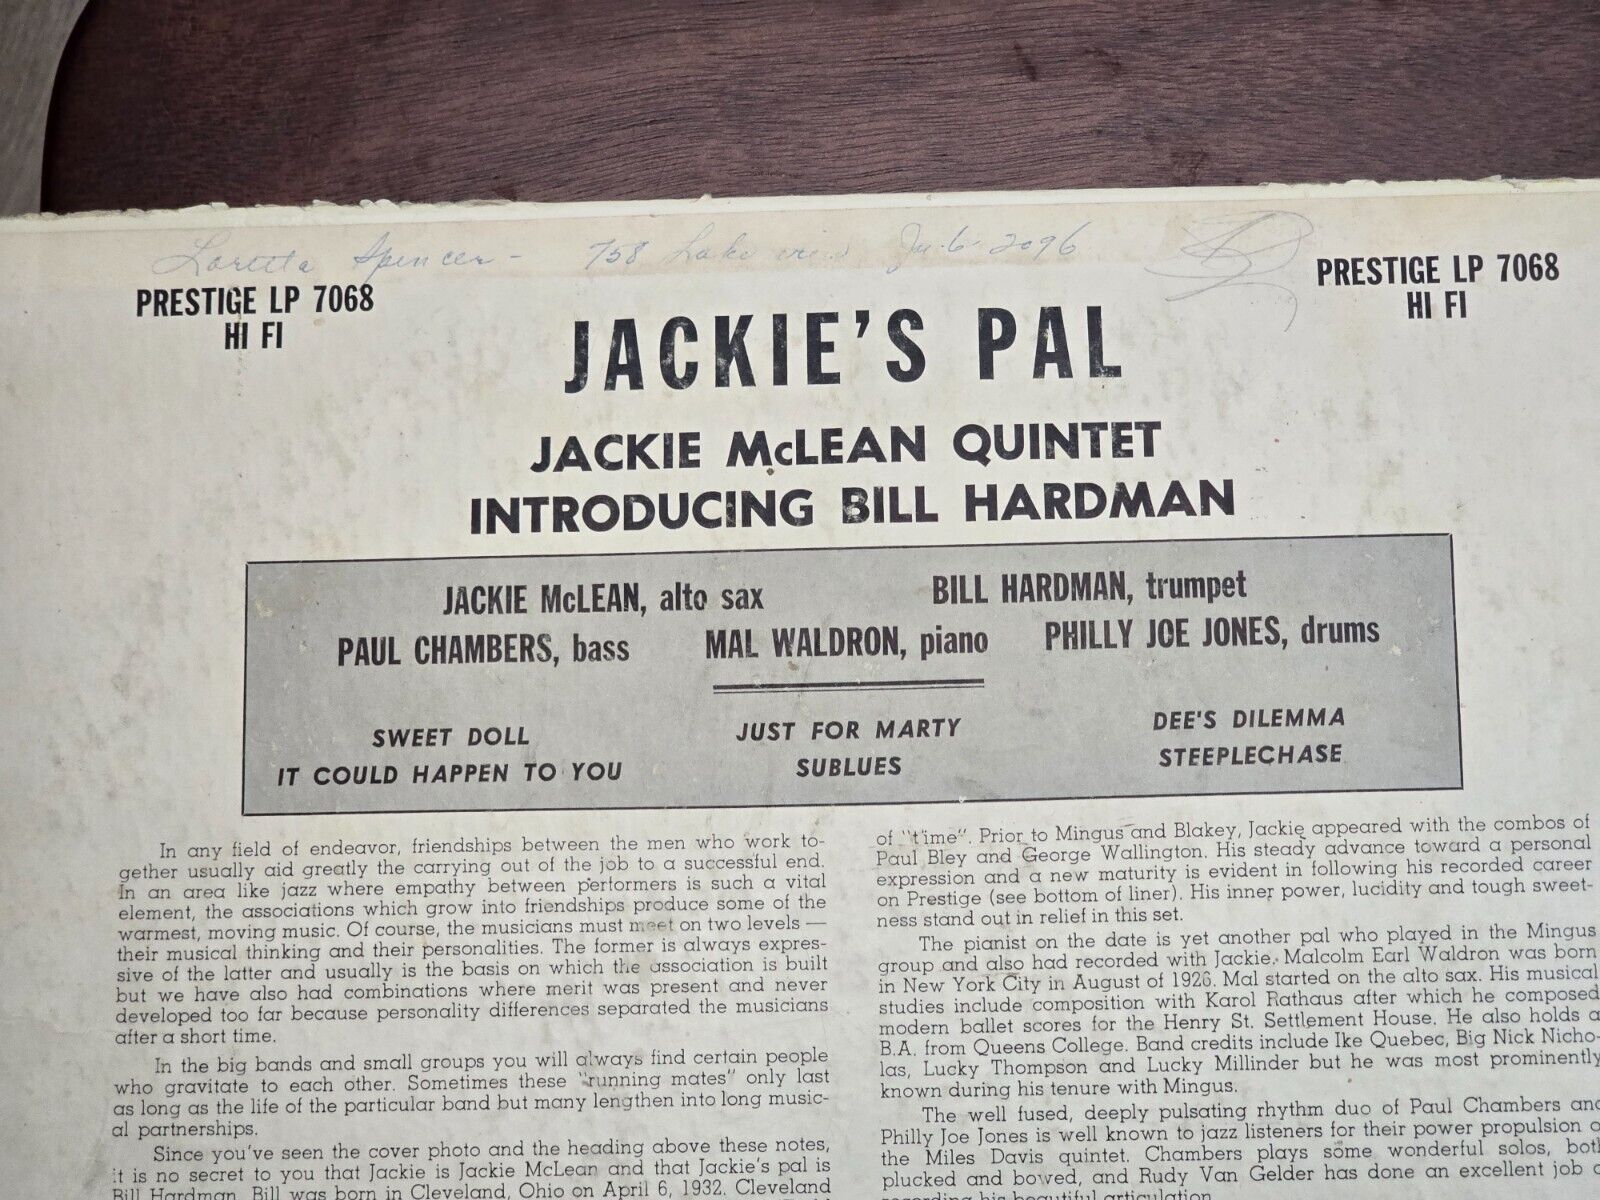 Loretta Spencer - 758 Lake view Ju-6-2096
PRESTIGE LP 7068
HI FI
PRESTIGE LP 7068
HI FI
JACKIE'S PAL
JACKIE McLEAN QUINTET
INTRODUCING BILL HARDMAN
JACKIE McLEAN, alto sax BILL HARDMAN, trumpet
PAUL CHAMBERS, bass MAL WALDRON, piano PHILLY JOE JONES, drums
SWEET DOLL JUST FOR MARTY DEE'S DILEMMA
IT COULD HAPPEN TO YOU SUBLUES STEEPLECHASE
In any field of endeavor, friendships between the men who work to-
gether usually aid greatly the carrying out of the job to a successful end.
In an area like jazz where empathy between performers is such a vital
element, the associations which grow into friendships produce some of the
warmest, moving music. Of course, the musicians must meet on two levels —
their musical thinking and their personalities. The former is always expres-
sive of the latter and usually is the basis on which the association is built
but we have also had combinations where merit was present and never
developed too far because personality differences separated the musicians
after a short time.
In the big bands and small groups you will always find certain people
who gravitate to each other. Sometimes these "running mates" only last
as long as the life of the particular band but many lengthen into long music-
al partnerships.
Since you've seen the cover photo and the heading above these notes,
it is no secret to you that Jackie is Jackie McLean and that Jackie's pal is
Bill Hardman. Bill was born in Cleveland, Ohio on April 6, 1932. Cleveland
of "time". Prior to Mingus and Blakey, Jackie appeared with the combos of
Paul Bley and George Wallington. His steady advance toward a personal
expression and a new maturity is evident in following his recorded career
on Prestige (see bottom of liner). His inner power, lucidity and tough sweet-
ness stand out in relief in this set.
The pianist on the date is yet another pal who played in the Mingus
group and also had recorded with Jackie. Malcolm Earl Waldron was born
in New York City in August of 1926. Mal started on the alto sax. His musical
studies include composition with Karol Rathaus after which he composed
modern ballet scores for the Henry St. Settlement House. He also holds a
B.A. from Queens College. Band credits include Ike Quebec, Big Nick Nicho-
las, Lucky Thompson and Lucky Millinder but he was most prominently
known during his tenure with Mingus.
The well fused, deeply pulsating rhythm duo of Paul Chambers and
Philly Joe Jones is well known to jazz listeners for their power propulsion o
the Miles Davis quintet. Chambers plays some wonderful solos, both
plucked and bowed, and Rudy Van Gelder has done an excellent job o
recording his beautiful articulation.